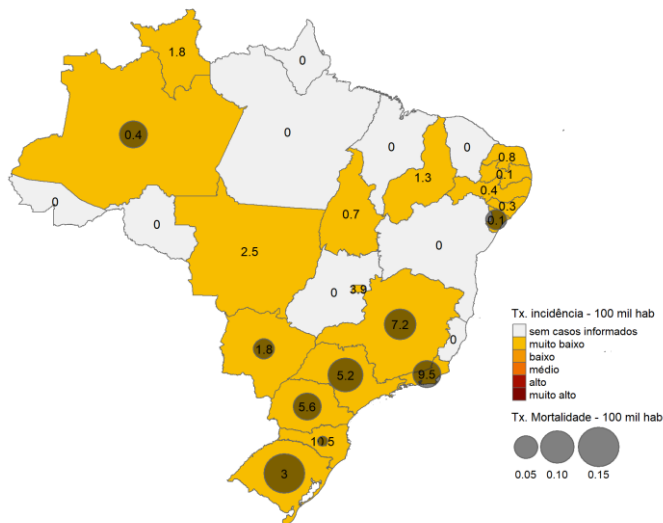 1.8
0
0.4
0
0
0
0.8
0.1
1.3
0.4
0.3
0
0
0.7
0.1
2.5
0
0
3.9
7.2
0
1.8
5.2
9.5
5.6
3
Tx. incidência - 100 mil hab
sem casos informados
muito baixo
baixo
médio
alto
muito alto
Tx. Mortalidade - 100 mil hab
0.05 0.10 0.15